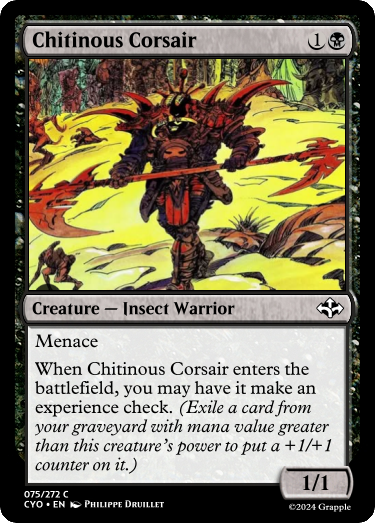 Chitinous Corsair 1
Creature — Insect Warrior
Menace
When Chitinous Corsair enters the
battlefield, you may have it make an
experience check. (Exile a card from
your graveyard with mana value greater
than this creature's power to put a +1/+1
counter on it.)
1/1
075/272 C
CYO • EN Philippe Druillet
©2024 Grapple